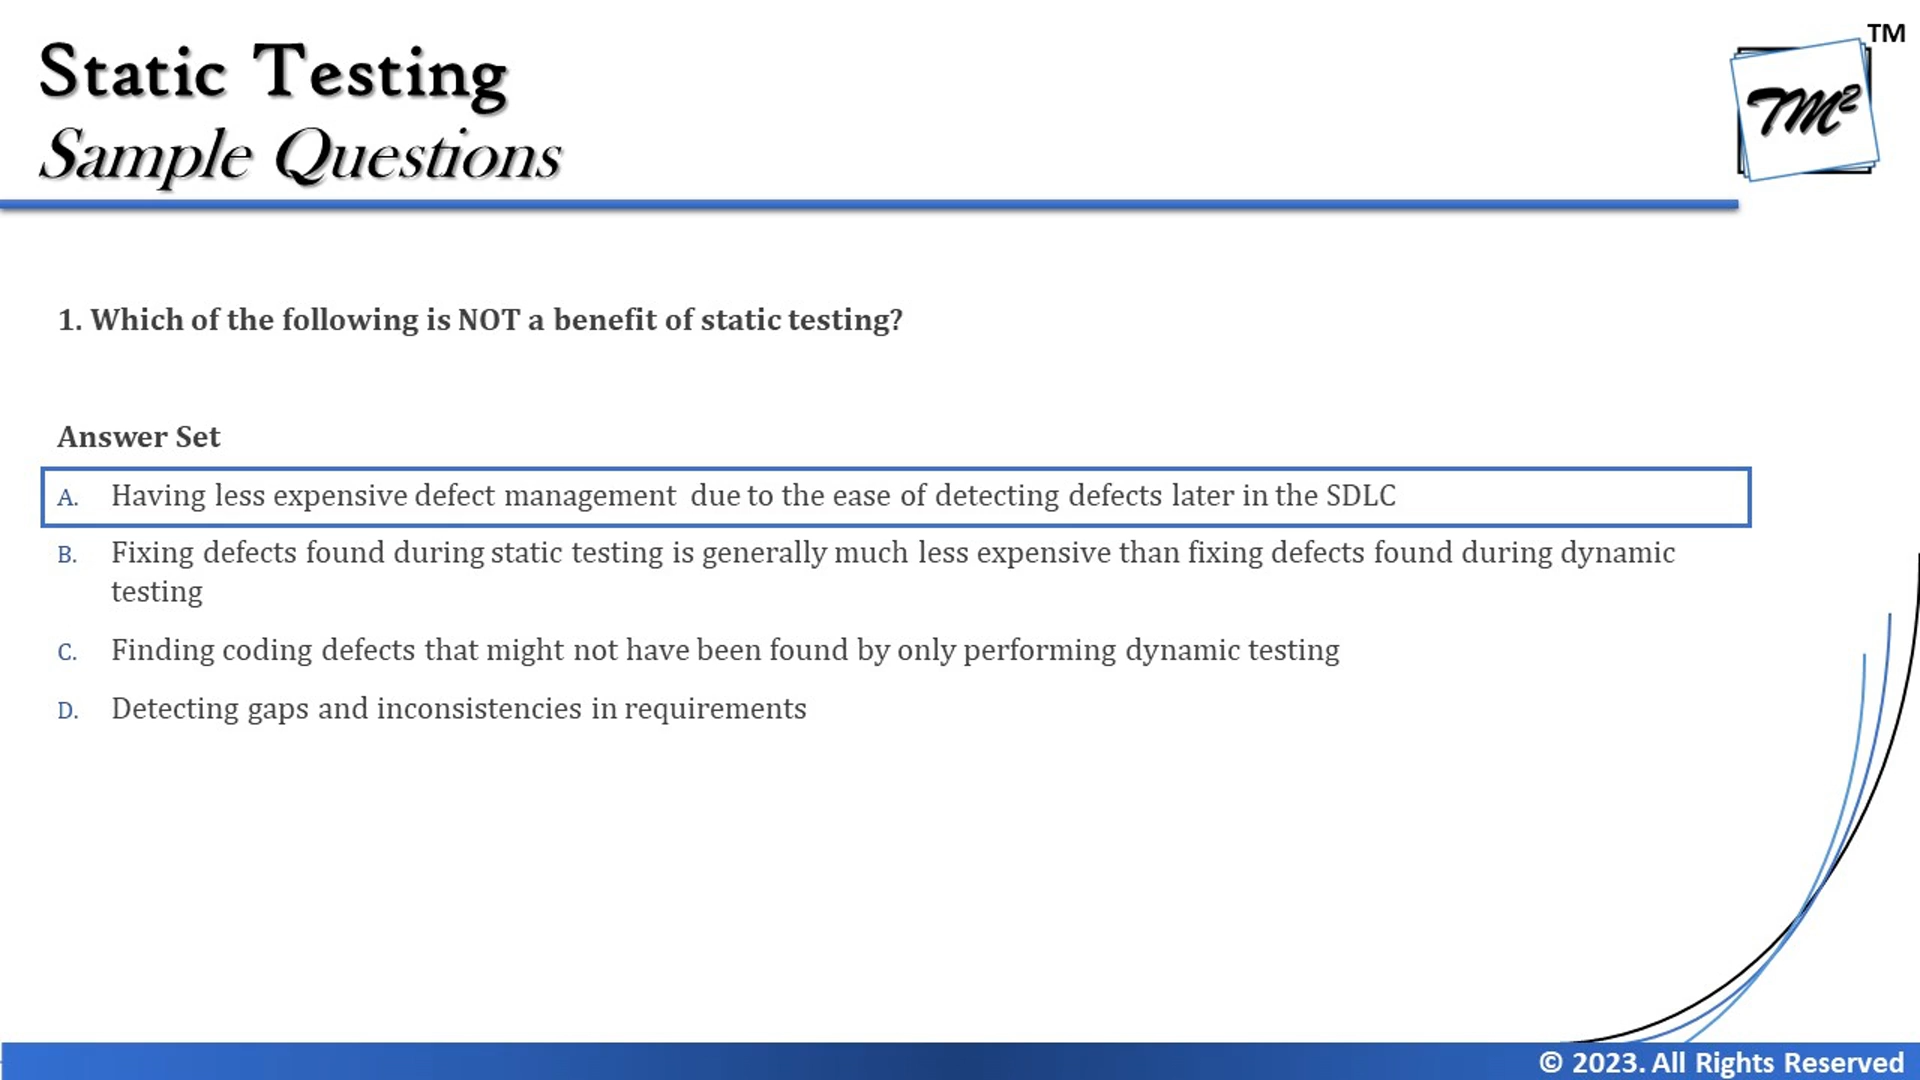 Static Testing
TM
TM²
Sample Questions
1. Which of the following is NOT a benefit of static testing?
Answer Set
A. Having less expensive defect management due to the ease of detecting defects later in the SDLC
B. Fixing defects found during static testing is generally much less expensive than fixing defects found during dynamic
testing
C. Finding coding defects that might not have been found by only performing dynamic testing
D. Detecting gaps and inconsistencies in requirements
© 2023. All Rights Reserved